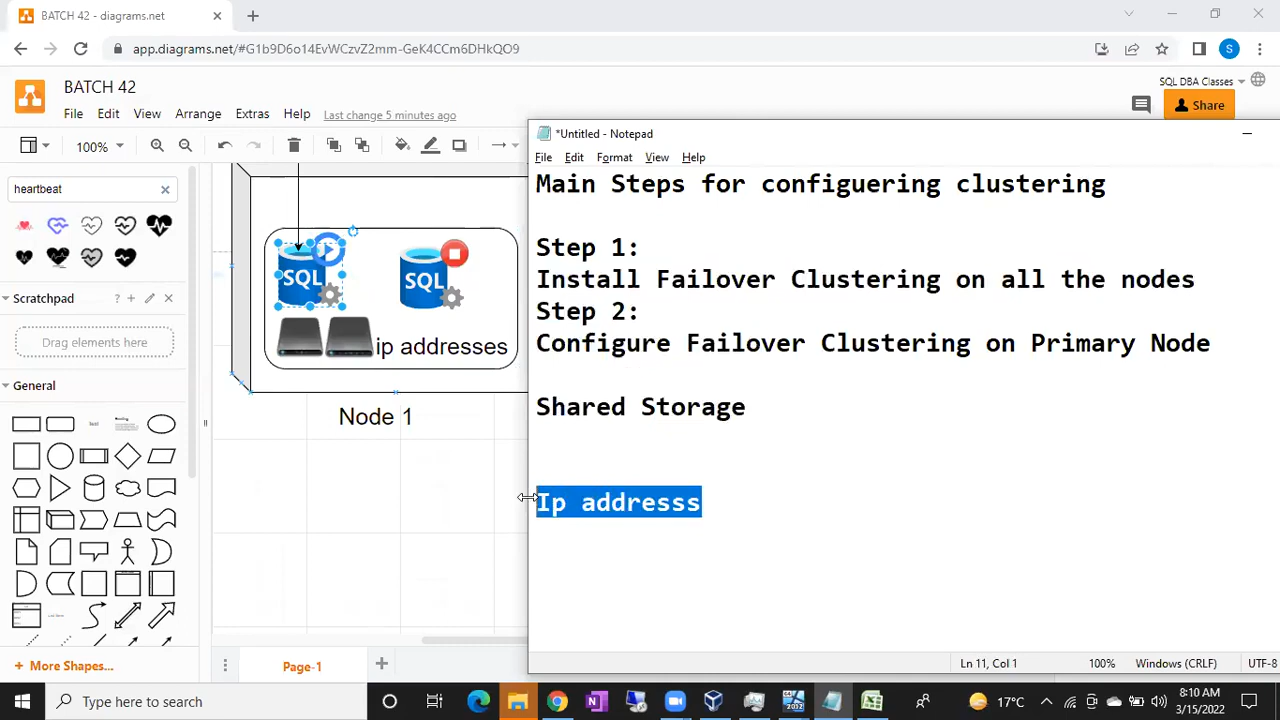 BATCH 42 - diagrams.net
app.diagrams.net/#G1b9D6o14EvWCzvZ2mm-GeK4CCm6DHkQO9
S
BATCH 42
SQL DBA Classes
File Edit View Arrange Extras Help Last change 5 minutes ago
Share
100%
*Untitled - Notepad
File Edit Format View Help
heartbeat
Main Steps for configuering clustering
Step 1:
Install Failover Clustering on all the nodes
Step 2:
Configure Failover Clustering on Primary Node
Shared Storage
Ip addresss
SQL
SQL
ip addresses
Node 1
Scratchpad
Drag elements here
General
Text
More Shapes...
Page-1
Ln 11, Col 1 100% Windows (CRLF) UTF-8
Type here to search
17°C
8:10 AM
3/15/2022